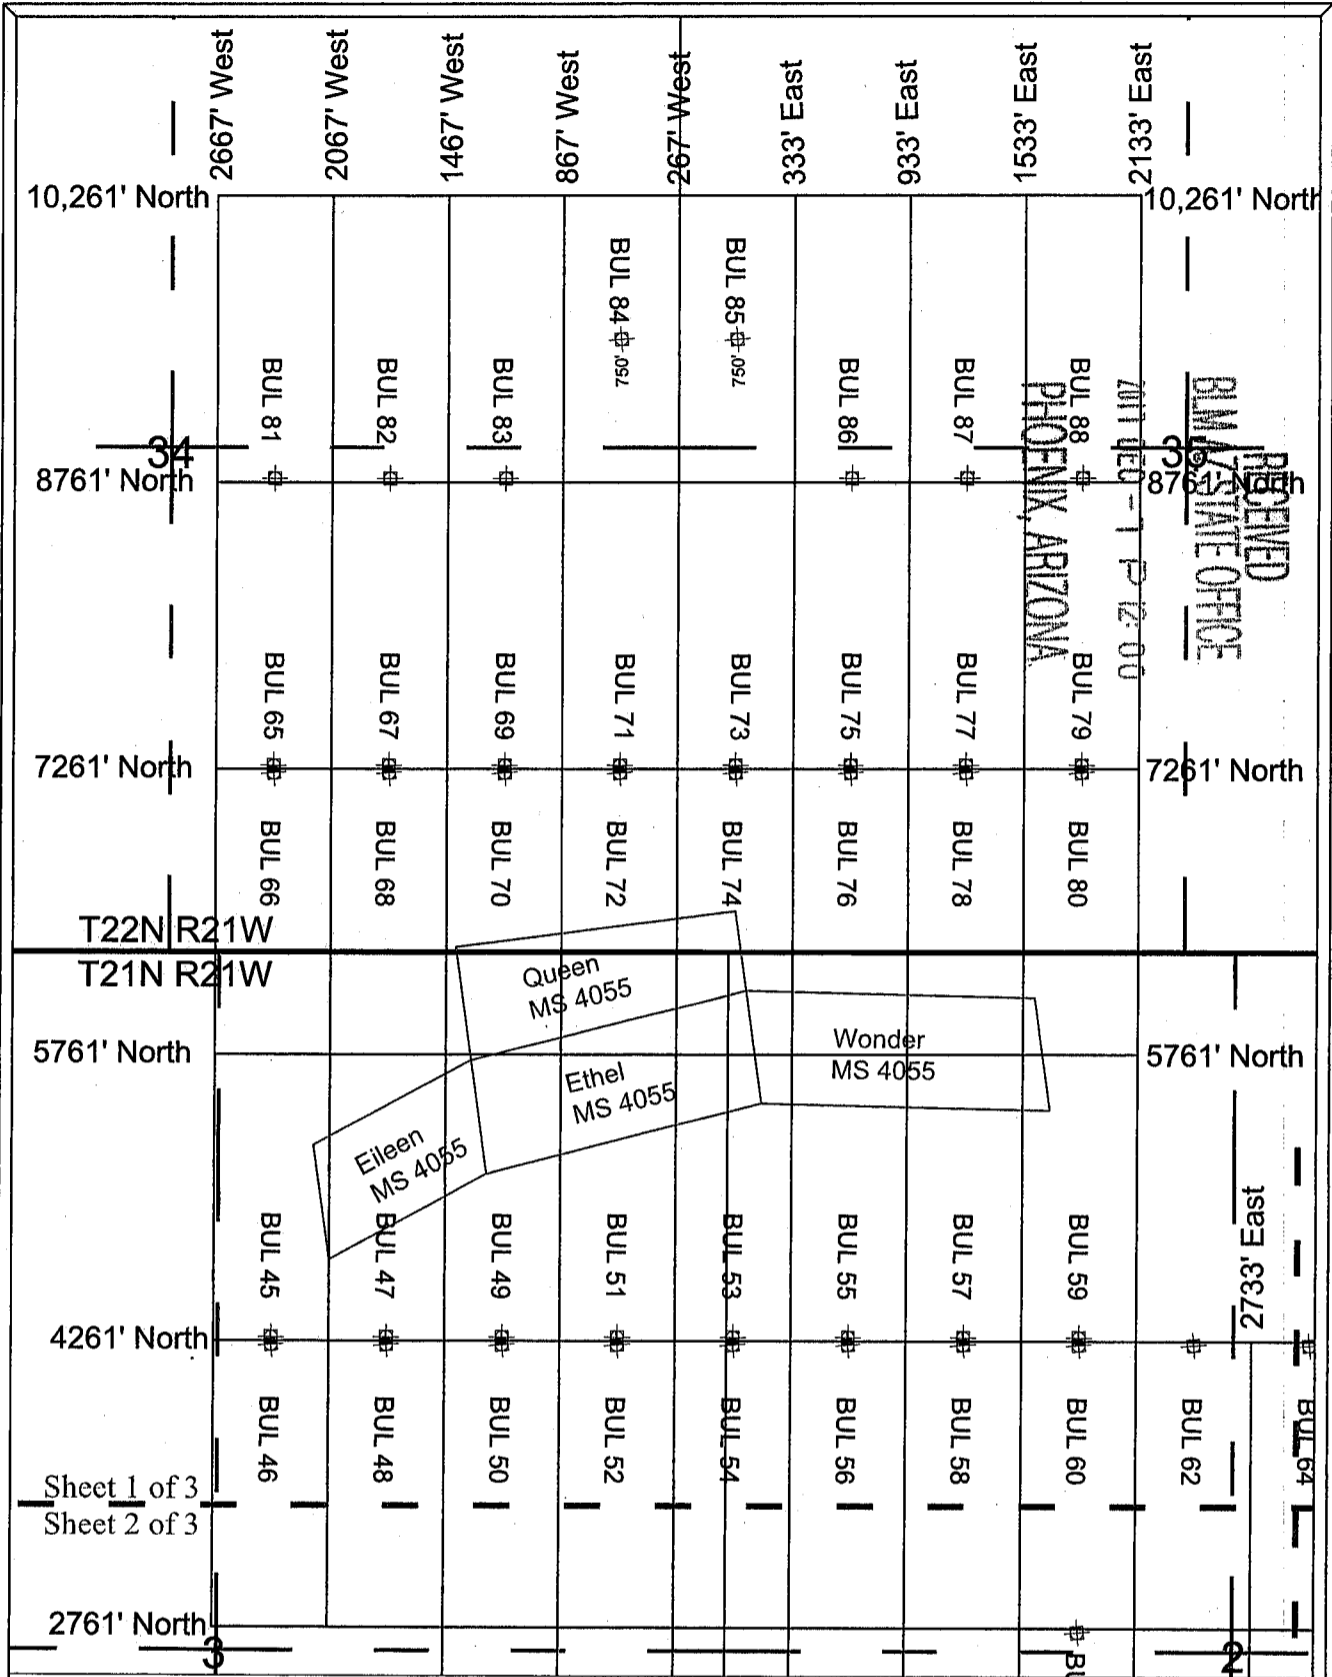 2667' West
2067' West
1467' West
867' West
267' West
333' East
933' East
1533' East
2133' East
10,261' North
10,261' North
BUL 84
750'
BUL 85
750'
BUL 81
BUL 82
BUL 83
BUL 86
BUL 87
BUL 88
RECEIVED
BLM AZ STATE OFFICE
PHOENIX, ARIZONA
34
35
8761' North
8761' North
BUL 65
BUL 67
BUL 69
BUL 71
BUL 73
BUL 75
BUL 77
BUL 79
7261' North
7261' North
BUL 66
BUL 68
BUL 70
BUL 72
BUL 74
BUL 76
BUL 78
BUL 80
T22N R21W
T21N R21W
Queen
MS 4055
5761' North
Wonder
MS 4055
5761' North
Ethel
MS 4055
Eileen
MS 4055
BUL 45
BUL 47
BUL 49
BUL 51
BUL 53
BUL 55
BUL 57
BUL 59
2733' East
4261' North
BUL 46
BUL 48
BUL 50
BUL 52
BUL 54
BUL 56
BUL 58
BUL 60
BUL 62
BUL 64
Sheet 1 of 3
Sheet 2 of 3
2761' North
3
2